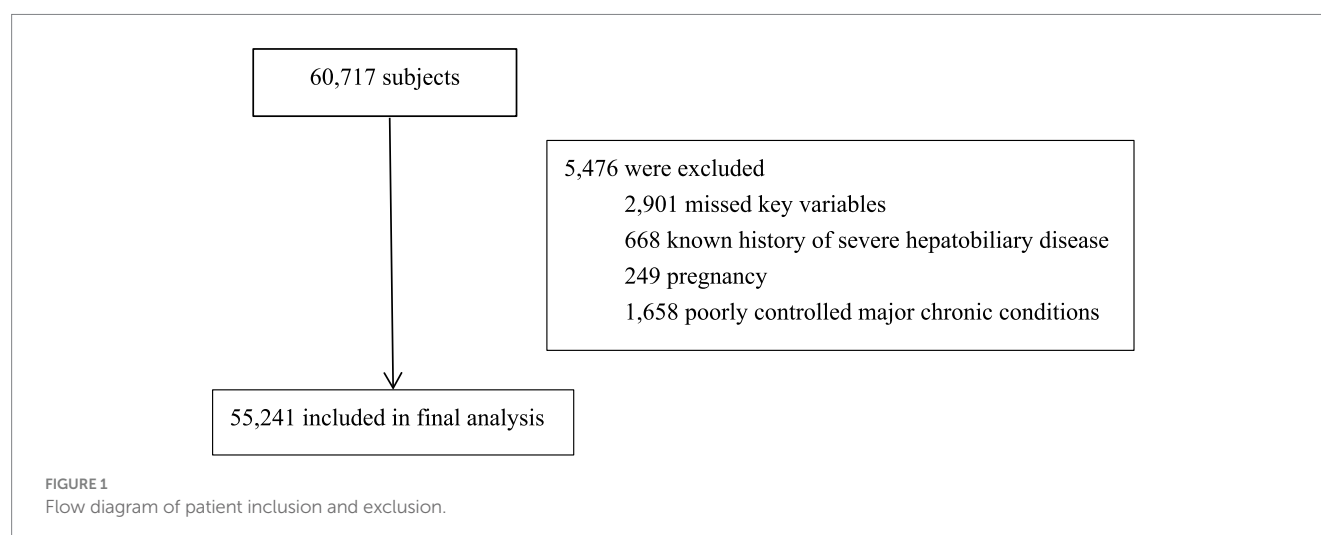 60,717 subjects
5,476 were excluded
2,901 missed key variables
668 known history of severe hepatobiliary disease
249 pregnancy
1,658 poorly controlled major chronic conditions
55,241 included in final analysis
FIGURE 1
Flow diagram of patient inclusion and exclusion.